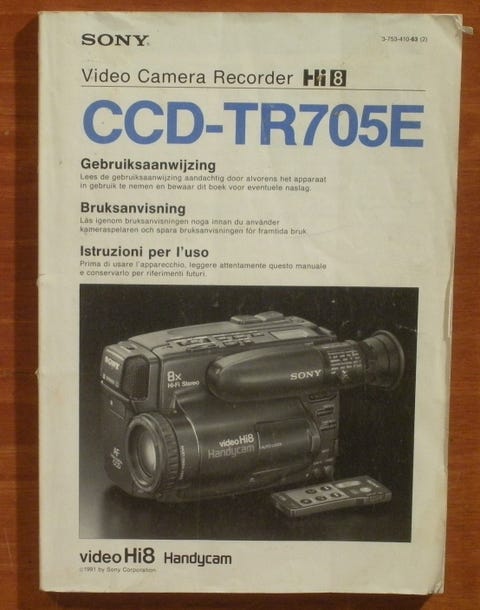 SONY®
3-753-410-63 (2)
Video Camera Recorder Hi8
CCD-TR705E
Gebruiksaanwijzing
Lees de gebruiksaanwijzing aandachtig door alvorens het apparaat
in gebruik te nemen en bewaar dit boek voor eventuele naslag.
Bruksanvisning
Läs igenom bruksanvisningen noga innan du använder
kameraspelaren och spara bruksanvisningen för framtida bruk.
Istruzioni per l'uso
Prima di usare l'apparecchio, leggere attentamente questo manuale
e conservarlo per riferimenti futuri.
SONY
8x
Hi-Fi Stereo
SONY
video Hi8
Handycam
AF
video Hi8 Handycam
©1991 by Sony Corporation